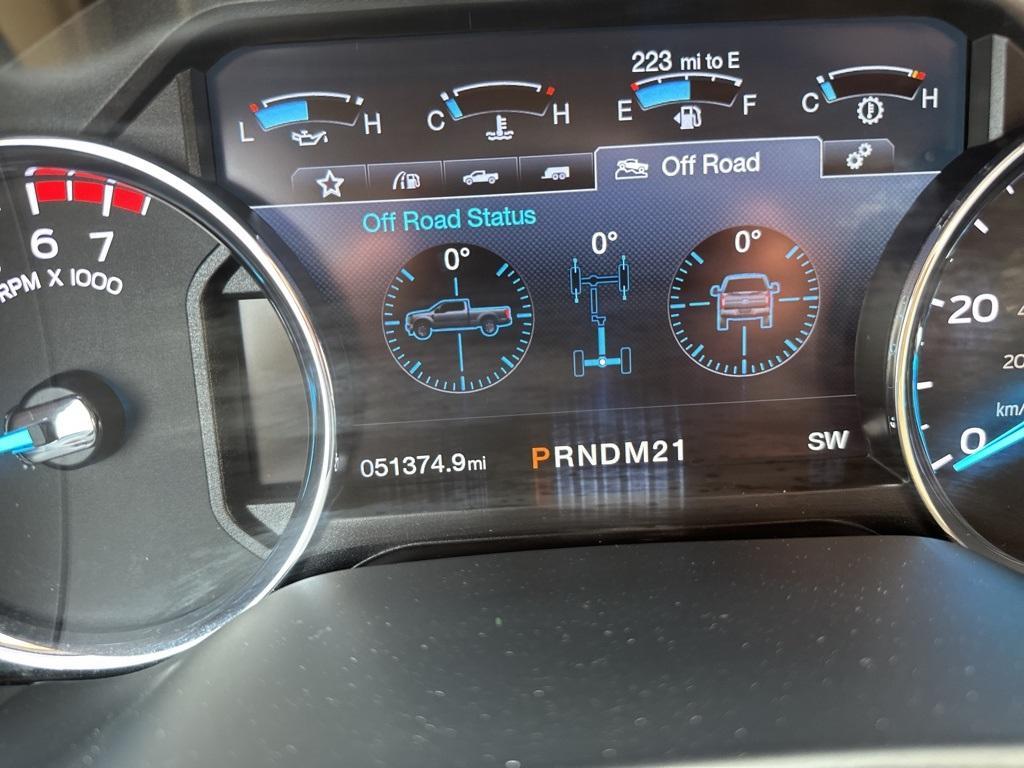 223 mi to E
L H
C H
E F
C H
Off Road
Off Road Status
0°
0°
0°
6 7
RPM X 1000
20
20
km/
0
051374.9mi
PRNDM21
SW